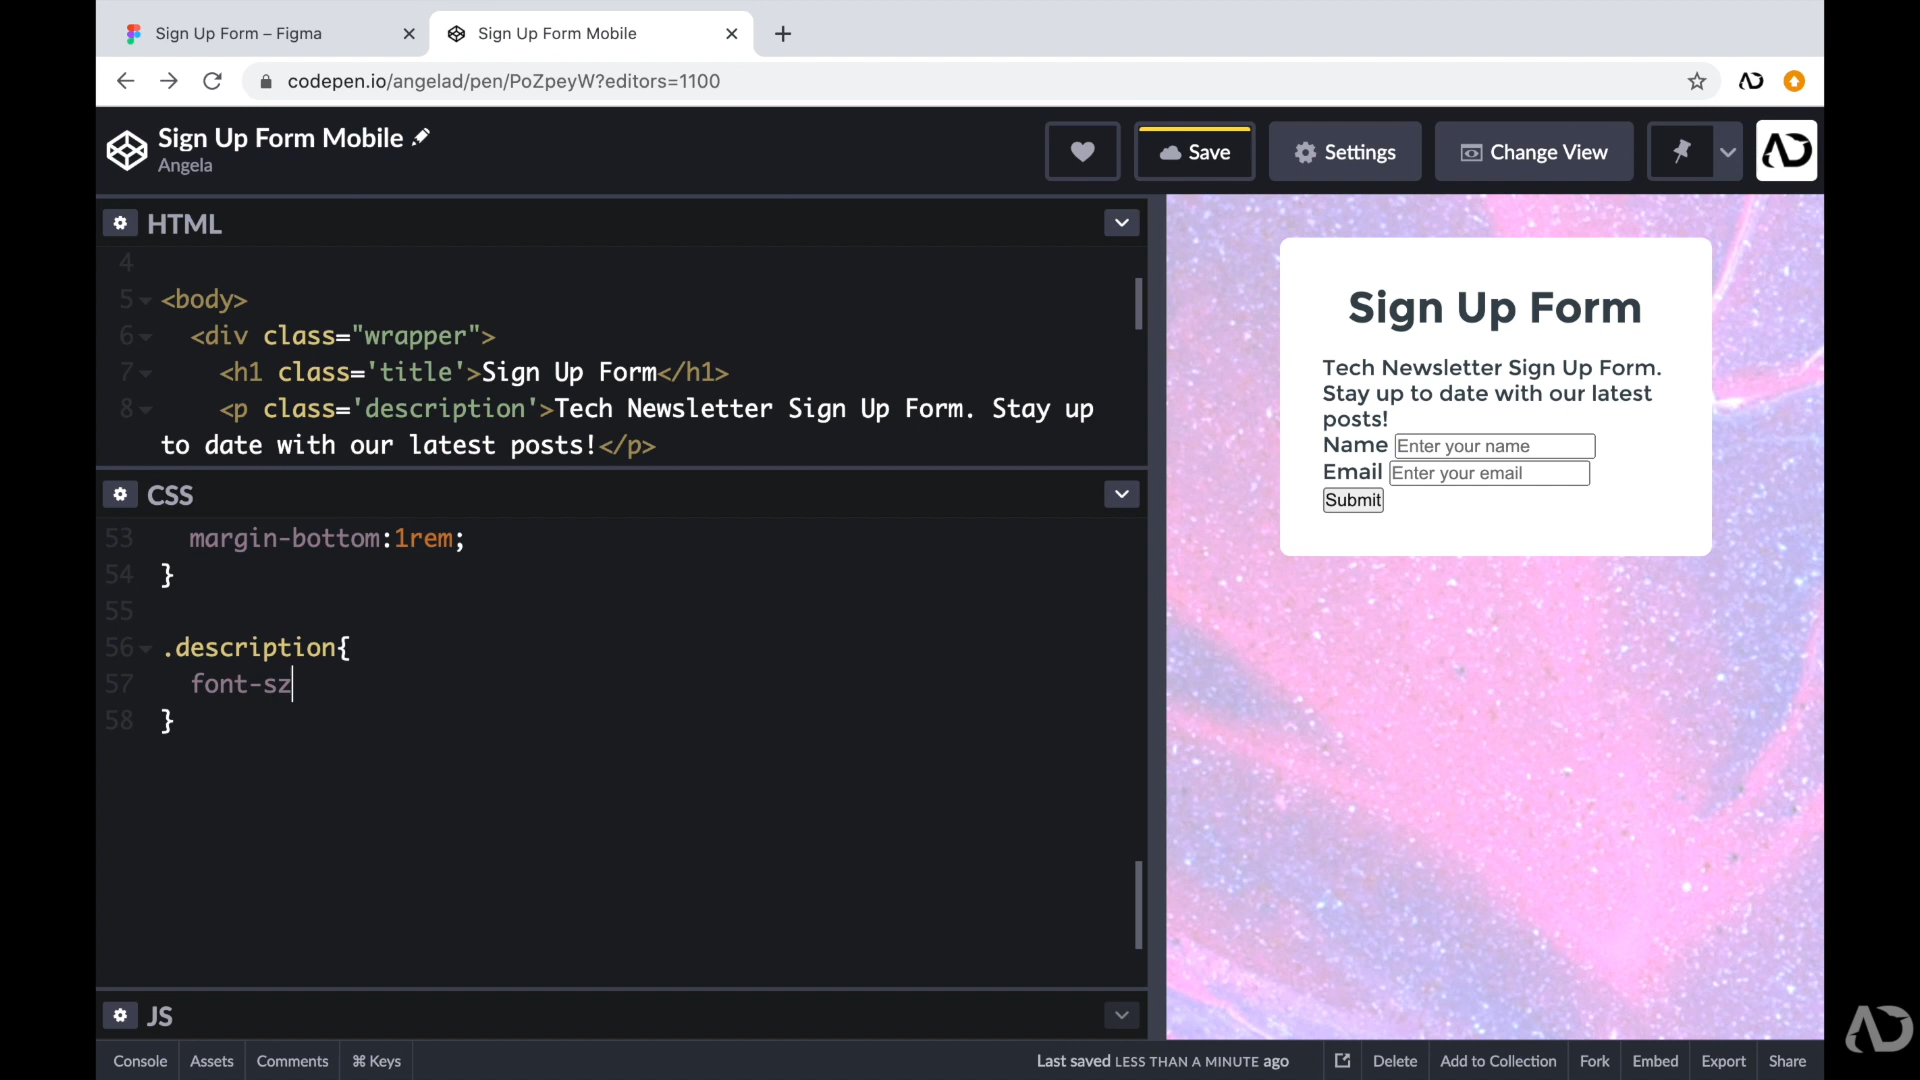 Sign Up Form – Figma
Sign Up Form Mobile
codepen.io/angelad/pen/PoZpeyW?editors=1100
Sign Up Form Mobile
Angela
Save
Settings
Change View
HTML
4
5 <body>
6 <div class="wrapper">
7 <h1 class='title'>Sign Up Form</h1>
8 <p class='description'>Tech Newsletter Sign Up Form. Stay up
to date with our latest posts!</p>
CSS
53 margin-bottom:1rem;
54 }
55
56 .description{
57 font-sz
58 }
JS
Sign Up Form
Tech Newsletter Sign Up Form.
Stay up to date with our latest
posts!
Name Enter your name
Email Enter your email
Submit
Console Assets Comments ⌘ Keys
Last saved LESS THAN A MINUTE ago
Delete Add to Collection Fork Embed Export Share